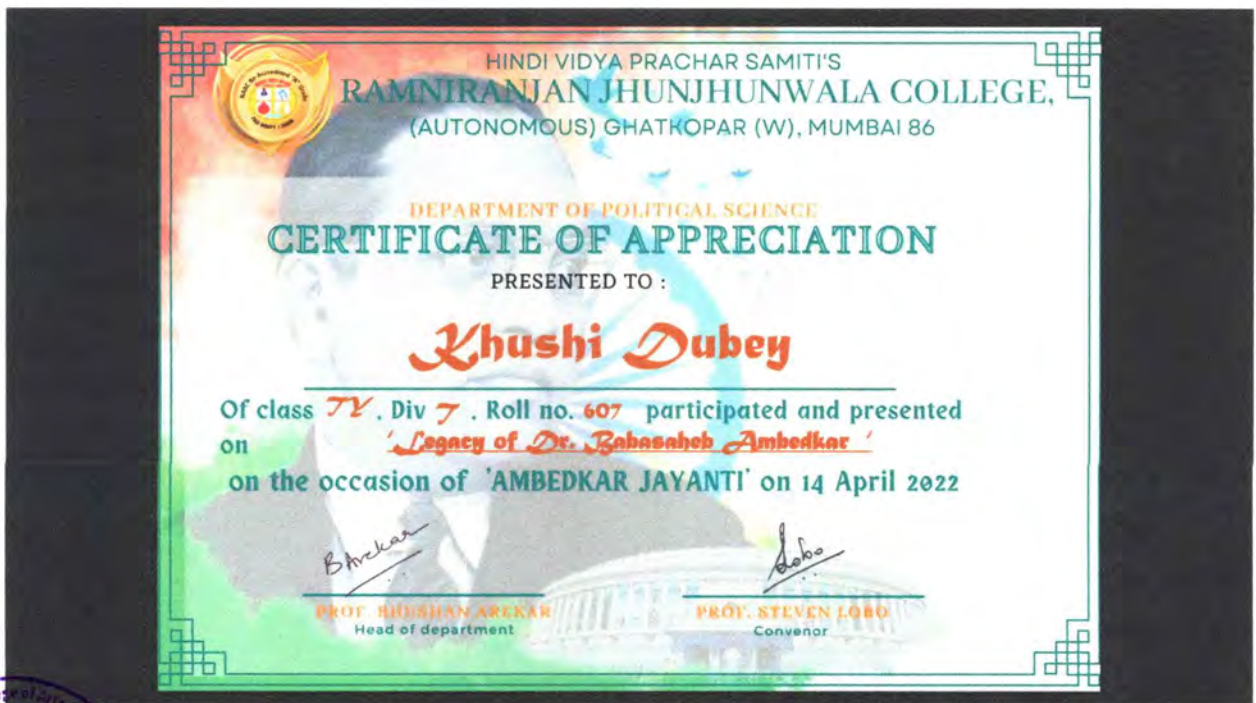 HINDI VIDYA PRACHAR SAMITI'S
RAMNIRANJAN JHUNJHUNWALA COLLEGE,
(AUTONOMOUS) GHATKOPAR (W), MUMBAI 86
DEPARTMENT OF POLITICAL SCIENCE
CERTIFICATE OF APPRECIATION
PRESENTED TO :
Khushi Dubey
Of class TY . Div J . Roll no. 607 participated and presented
on 'Legacy of Dr. Babasaheb Ambedkar '
on the occasion of 'AMBEDKAR JAYANTI' on 14 April 2022
BArekar
Lobo
PROF. BHUSHAN AREKAR
Head of department
PROF. STEVEN LOBO
Convenor